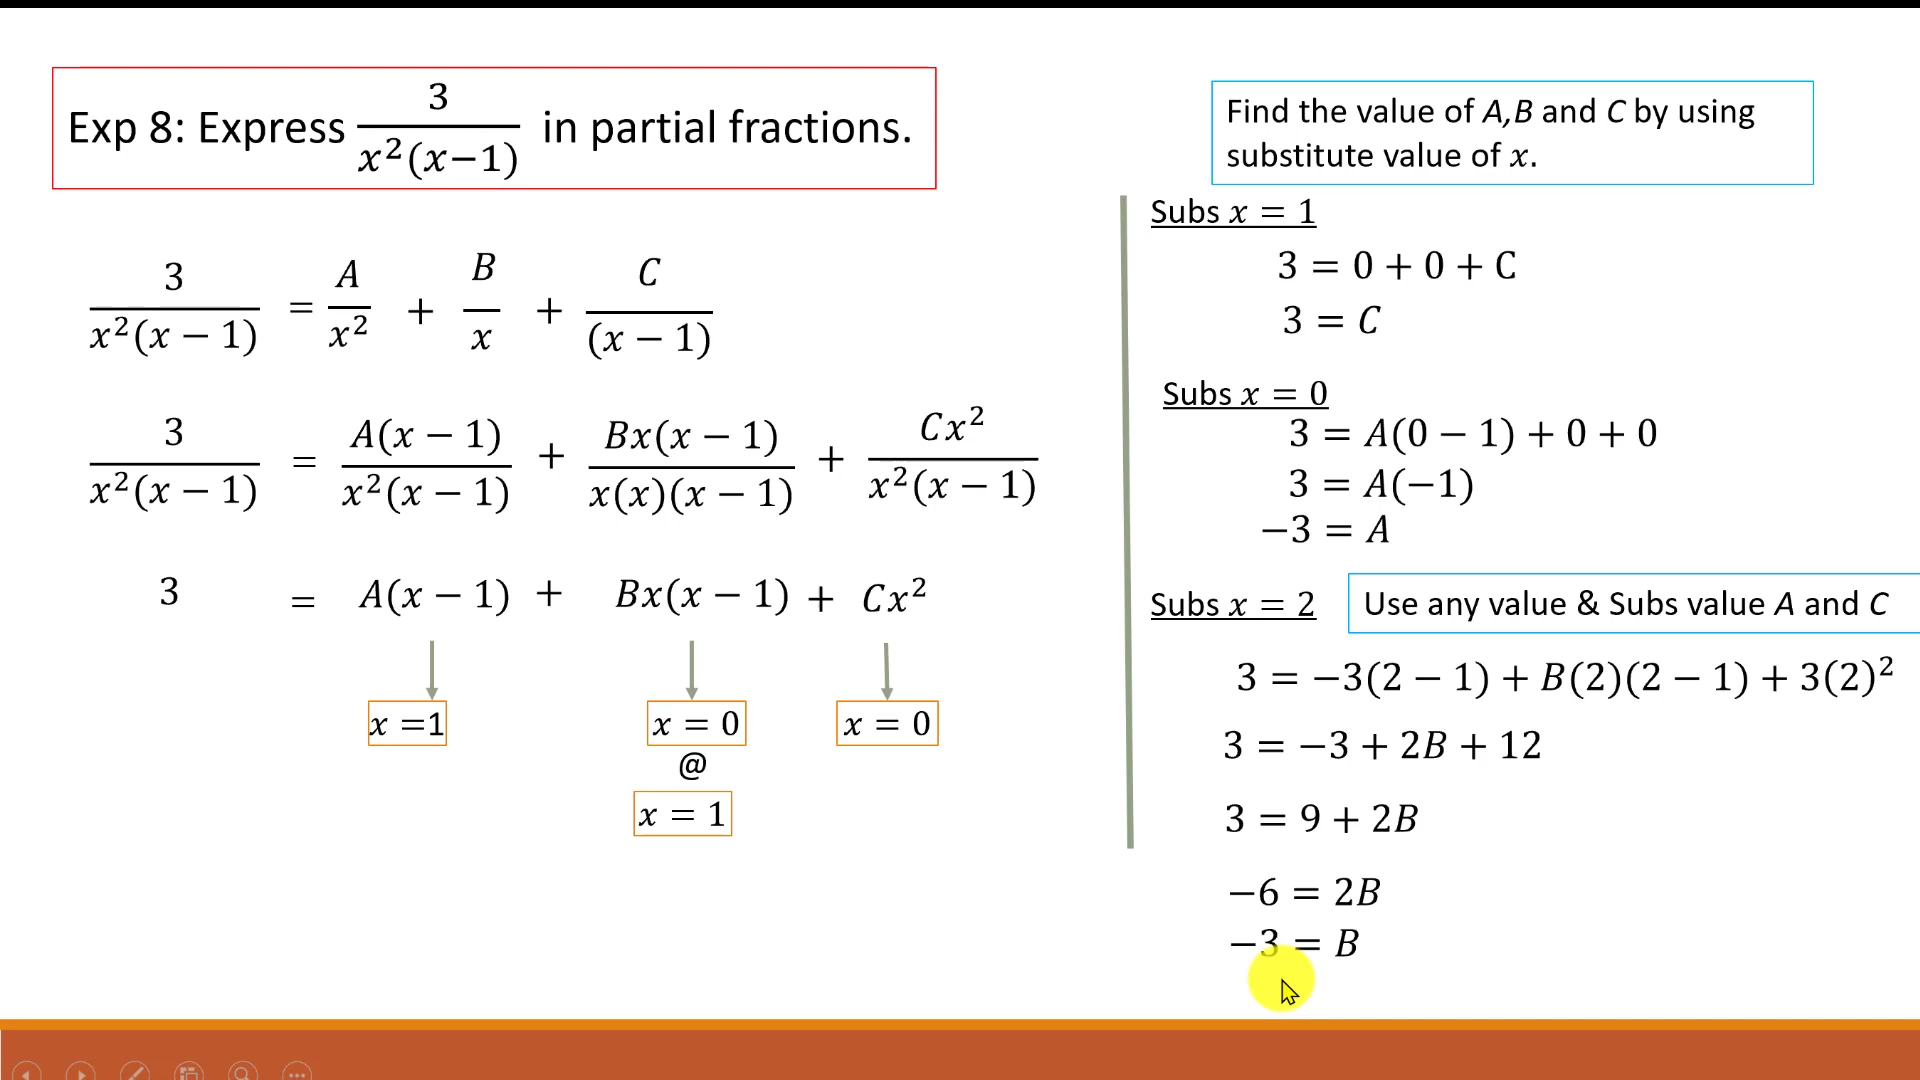 Exp 8: Express 3/(x²(x−1)) in partial fractions.
3/(x²(x − 1)) = A/x² + B/x + C/((x − 1))
3/(x²(x − 1)) = A(x − 1)/(x²(x − 1)) + Bx(x − 1)/(x(x)(x − 1)) + Cx²/(x²(x − 1))
3 = A(x − 1) + Bx(x − 1) + Cx²
x =1
x = 0
x = 0
@
x = 1
Find the value of A,B and C by using
substitute value of x.
Subs x = 1
3 = 0 + 0 + C
3 = C
Subs x = 0
3 = A(0 − 1) + 0 + 0
3 = A(−1)
−3 = A
Subs x = 2
Use any value & Subs value A and C
3 = −3(2 − 1) + B(2)(2 − 1) + 3(2)²
3 = −3 + 2B + 12
3 = 9 + 2B
−6 = 2B
−3 = B